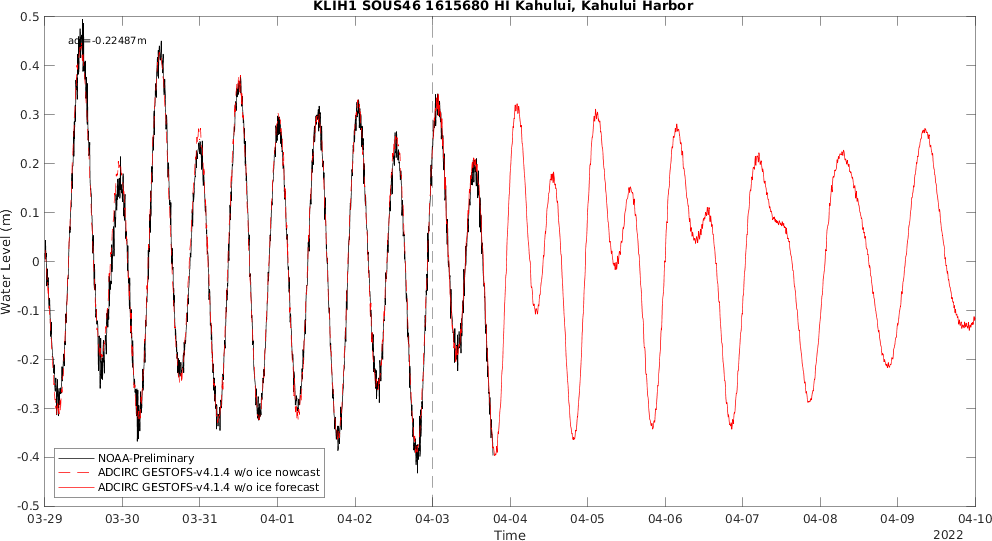 KLIH1 SOUS46 1615680 HI Kahului, Kahului Harbor
0.5
0.4
0.3
0.2
0.1
0
-0.1
-0.2
-0.3
-0.4
-0.5
Water Level (m)
=-0.22487m
NOAA-Preliminary
ADCIRC GESTOFS-v4.1.4 w/o ice nowcast
ADCIRC GESTOFS-v4.1.4 w/o ice forecast
03-29 03-30 03-31 04-01 04-02 04-03 04-04 04-05 04-06 04-07 04-08 04-09 04-10
Time
2022